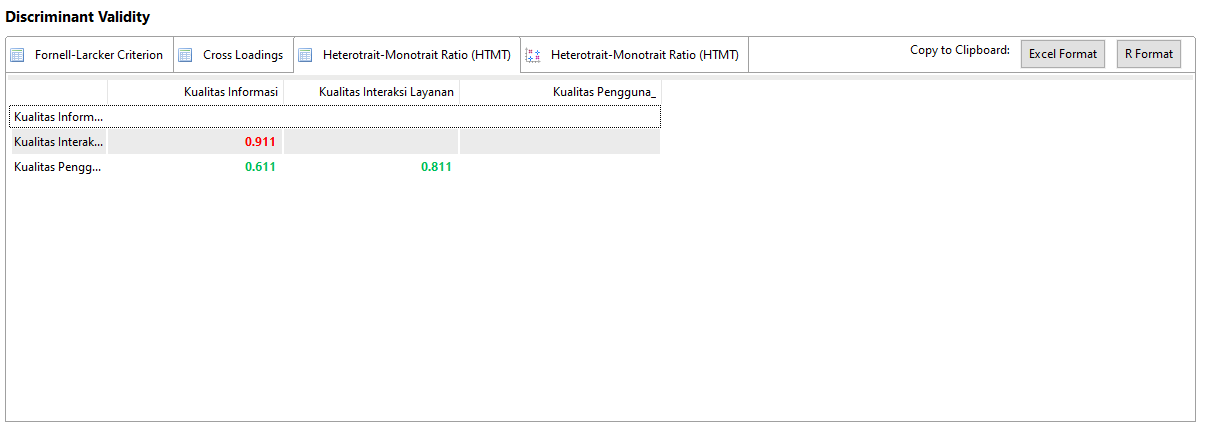 Discriminant Validity
Fornell-Larcker Criterion Cross Loadings Heterotrait-Monotrait Ratio (HTMT) Heterotrait-Monotrait Ratio (HTMT) Copy to Clipboard: Excel Format R Format
Kualitas Informasi Kualitas Interaksi Layanan Kualitas Pengguna_
Kualitas Inform...
Kualitas Interak... 0.911
Kualitas Pengg... 0.611 0.811